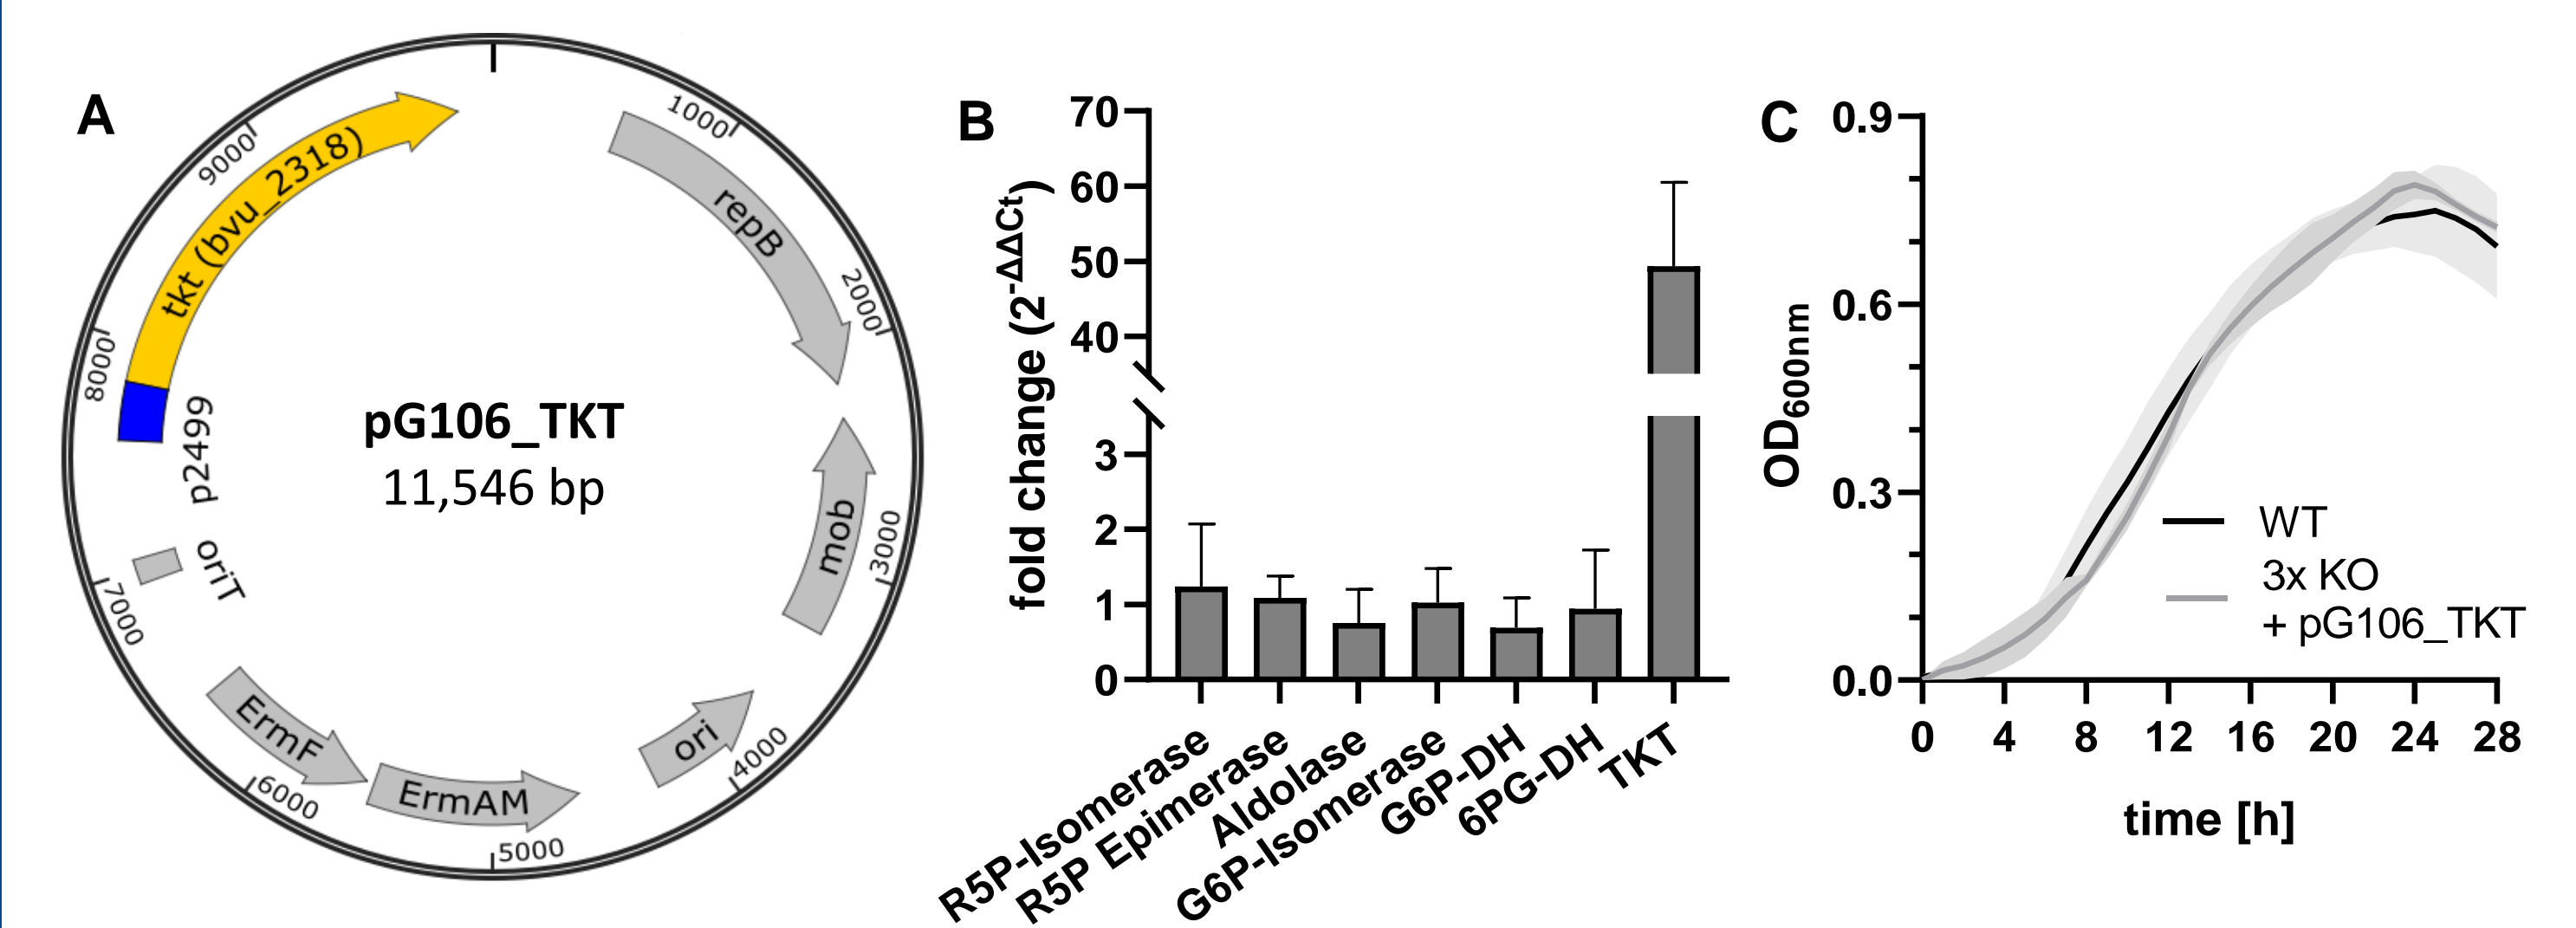 A
1000
2000
3000
4000
5000
6000
7000
8000
9000
tkt (bvu_2318)
repB
mob
ori
ErmAM
ErmF
oriT
p2499
pG106_TKT
11,546 bp
B
fold change (2^-ΔΔCt)
70
60
50
40
3
2
1
0
R5P-Isomerase
R5P Epimerase
Aldolase
G6P-Isomerase
G6P-DH
6PG-DH
TKT
C
OD600nm
0.9
0.6
0.3
0.0
WT
3x KO
+ pG106_TKT
0 4 8 12 16 20 24 28
time [h]